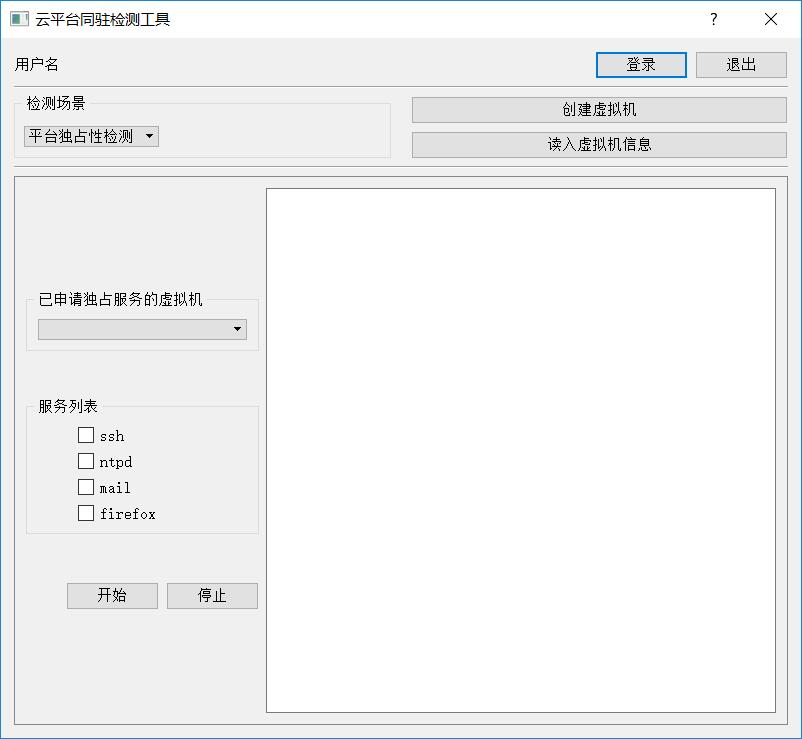 云平台同驻检测工具
?
用户名
登录
退出
检测场景
平台独占性检测
创建虚拟机
读入虚拟机信息
已申请独占服务的虚拟机
服务列表
ssh
ntpd
mail
firefox
开始
停止